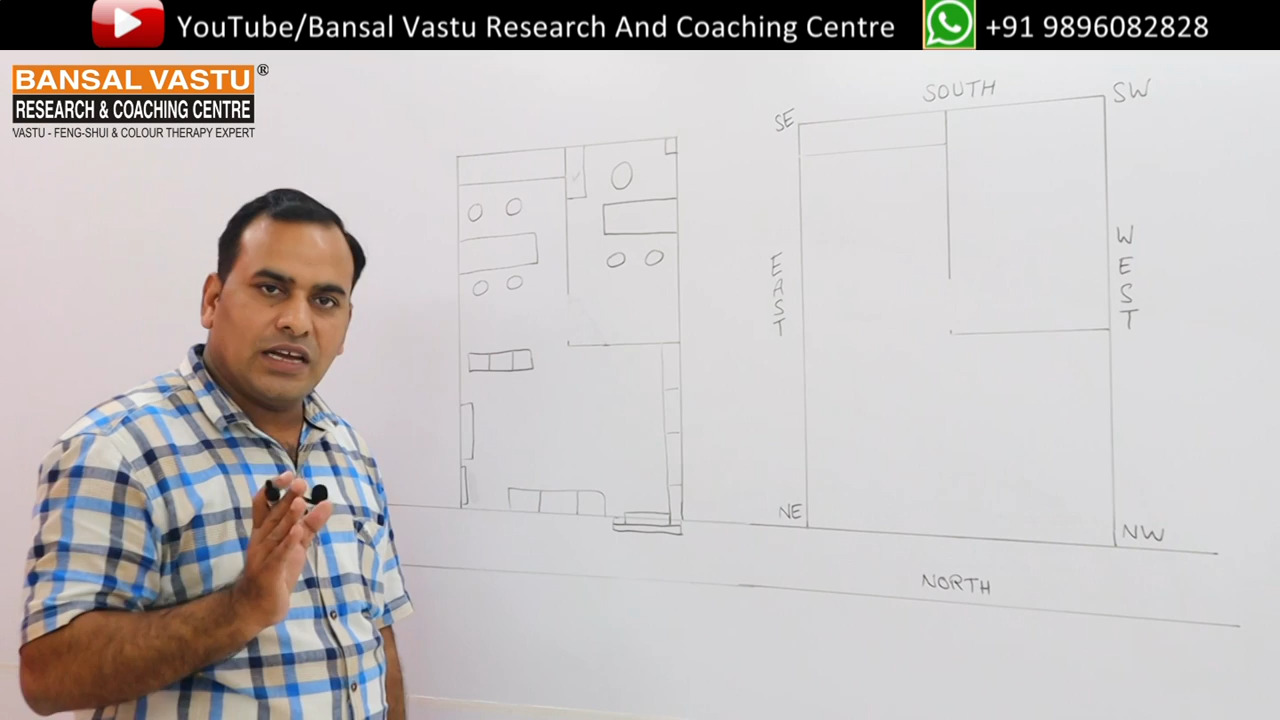 YouTube/Bansal Vastu Research And Coaching Centre +91 9896082828
BANSAL VASTU®
RESEARCH & COACHING CENTRE
VASTU - FENG-SHUI & COLOUR THERAPY EXPERT
SOUTH
SE
SW
EAST
WEST
NE
NW
NORTH